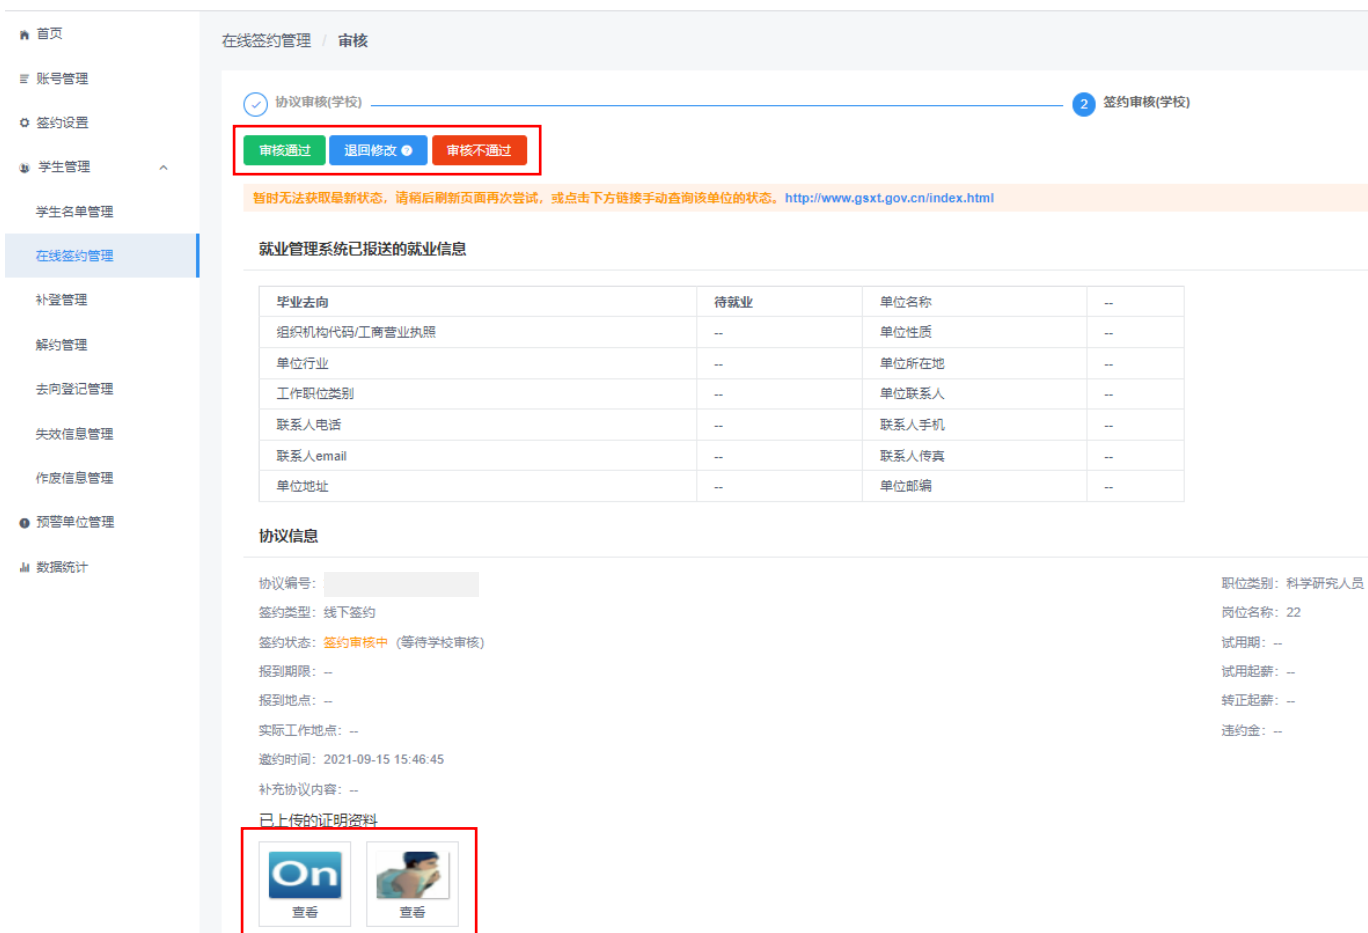 首页
账号管理
签约设置
学生管理
学生名单管理
在线签约管理
补登管理
解约管理
去向登记管理
失效信息管理
作废信息管理
预警单位管理
数据统计
在线签约管理 / 审核
协议审核(学校)
2 签约审核(学校)
审核通过 退回修改 审核不通过
暂时无法获取最新状态，请稍后刷新页面再次尝试，或点击下方链接手动查询该单位的状态。http://www.gsxt.gov.cn/index.html
就业管理系统已报送的就业信息
毕业去向 待就业 单位名称 --
组织机构代码/工商营业执照 -- 单位性质 --
单位行业 -- 单位所在地 --
工作职位类别 -- 单位联系人 --
联系人电话 -- 联系人手机 --
联系人email -- 联系人传真 --
单位地址 -- 单位邮编 --
协议信息
协议编号： 职位类别：科学研究人员
签约类型：线下签约 岗位名称：22
签约状态：签约审核中 (等待学校审核) 试用期：--
报到期限：-- 试用起薪：--
报到地点：-- 转正起薪：--
实际工作地点：-- 违约金：--
邀约时间：2021-09-15 15:46:45
补充协议内容：--
已上传的证明资料
On
查看 查看